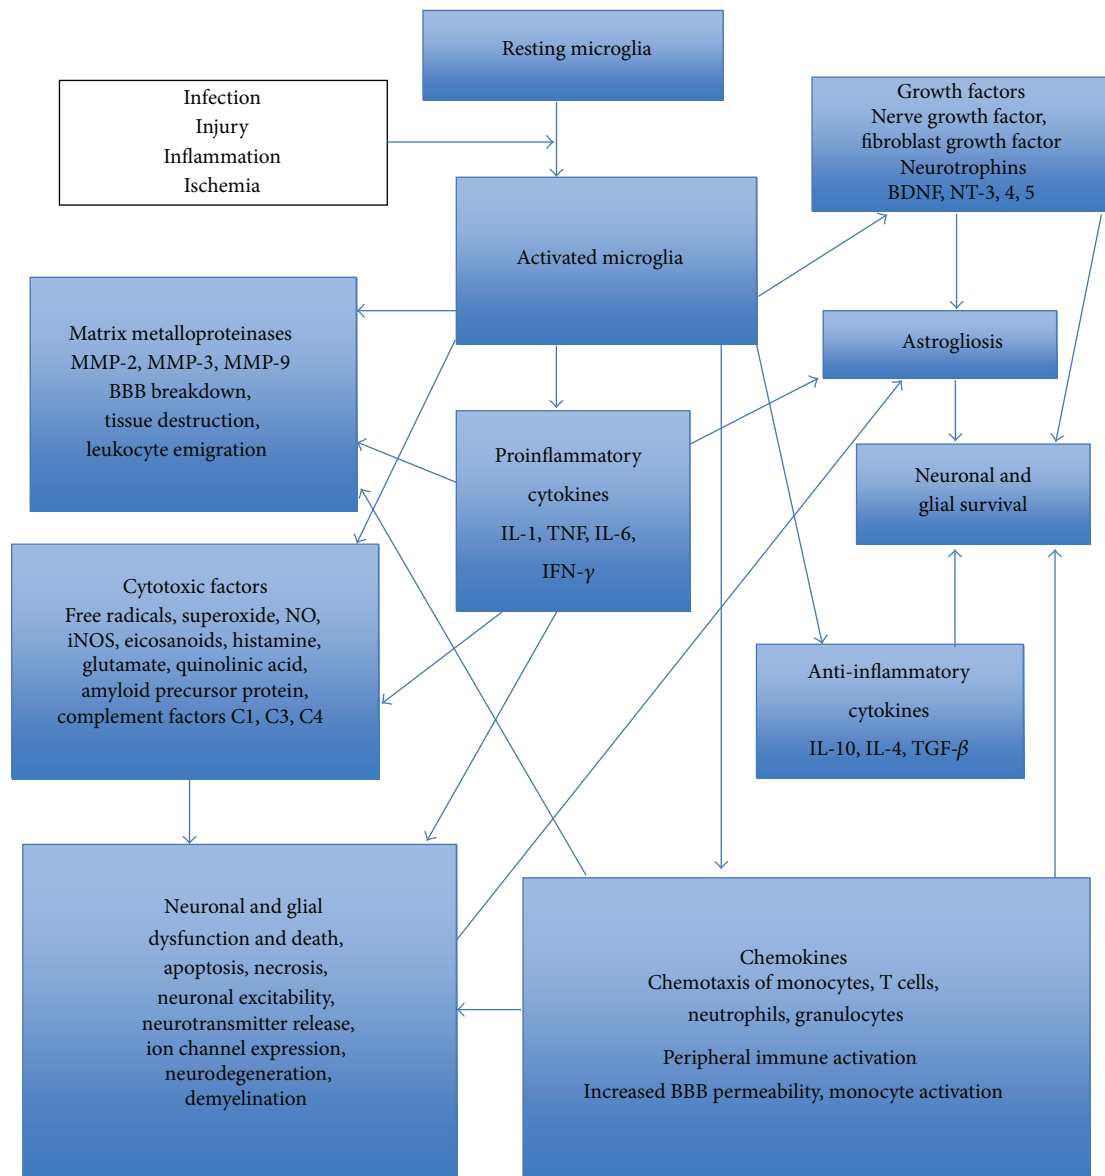 Resting microglia
Infection
Injury
Inflammation
Ischemia
Growth factors
Nerve growth factor,
fibroblast growth factor
Neurotrophins
BDNF, NT-3, 4, 5
Activated microglia
Matrix metalloproteinases
MMP-2, MMP-3, MMP-9
BBB breakdown,
tissue destruction,
leukocyte emigration
Astrogliosis
Proinflammatory
cytokines
IL-1, TNF, IL-6,
IFN-γ
Neuronal and
glial survival
Cytotoxic factors
Free radicals, superoxide, NO,
iNOS, eicosanoids, histamine,
glutamate, quinolinic acid,
amyloid precursor protein,
complement factors C1, C3, C4
Anti-inflammatory
cytokines
IL-10, IL-4, TGF-β
Neuronal and glial
dysfunction and death,
apoptosis, necrosis,
neuronal excitability,
neurotransmitter release,
ion channel expression,
neurodegeneration,
demyelination
Chemokines
Chemotaxis of monocytes, T cells,
neutrophils, granulocytes
Peripheral immune activation
Increased BBB permeability, monocyte activation